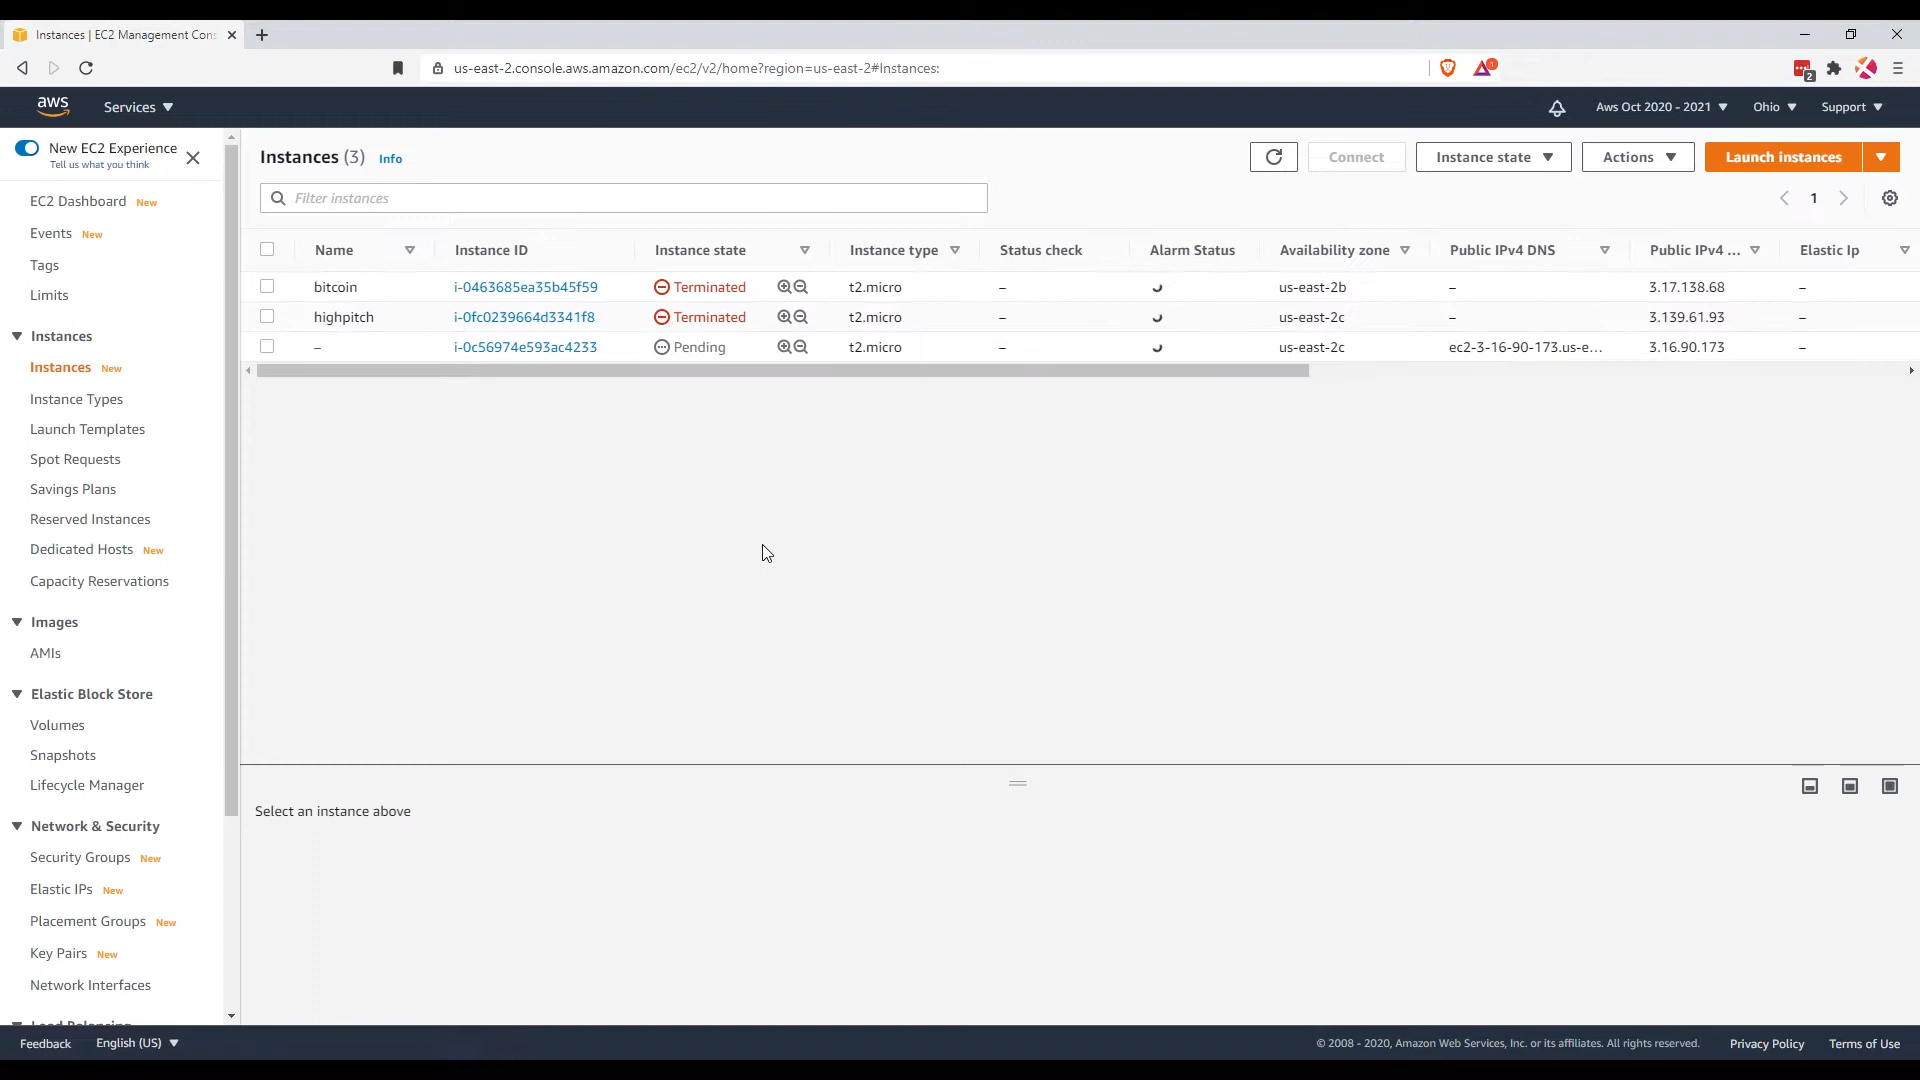 Instances | EC2 Management Cons
us-east-2.console.aws.amazon.com/ec2/v2/home?region=us-east-2#Instances:
1
2
aws
Services
Aws Oct 2020 - 2021
Ohio
Support
New EC2 Experience
Tell us what you think
EC2 Dashboard New
Events New
Tags
Limits
Instances
Instances New
Instance Types
Launch Templates
Spot Requests
Savings Plans
Reserved Instances
Dedicated Hosts New
Capacity Reservations
Images
AMIs
Elastic Block Store
Volumes
Snapshots
Lifecycle Manager
Network & Security
Security Groups New
Elastic IPs New
Placement Groups New
Key Pairs New
Network Interfaces
Instances (3) Info
Connect
Instance state
Actions
Launch instances
Filter instances
1
Name Instance ID Instance state Instance type Status check Alarm Status Availability zone Public IPv4 DNS Public IPv4 ... Elastic Ip
bitcoin i-0463685ea35b45f59 Terminated t2.micro – us-east-2b – 3.17.138.68 –
highpitch i-0fc0239664d3341f8 Terminated t2.micro – us-east-2c – 3.139.61.93 –
– i-0c56974e593ac4233 Pending t2.micro – us-east-2c ec2-3-16-90-173.us-e... 3.16.90.173 –
Select an instance above
Feedback
English (US)
© 2008 - 2020, Amazon Web Services, Inc. or its affiliates. All rights reserved.
Privacy Policy
Terms of Use